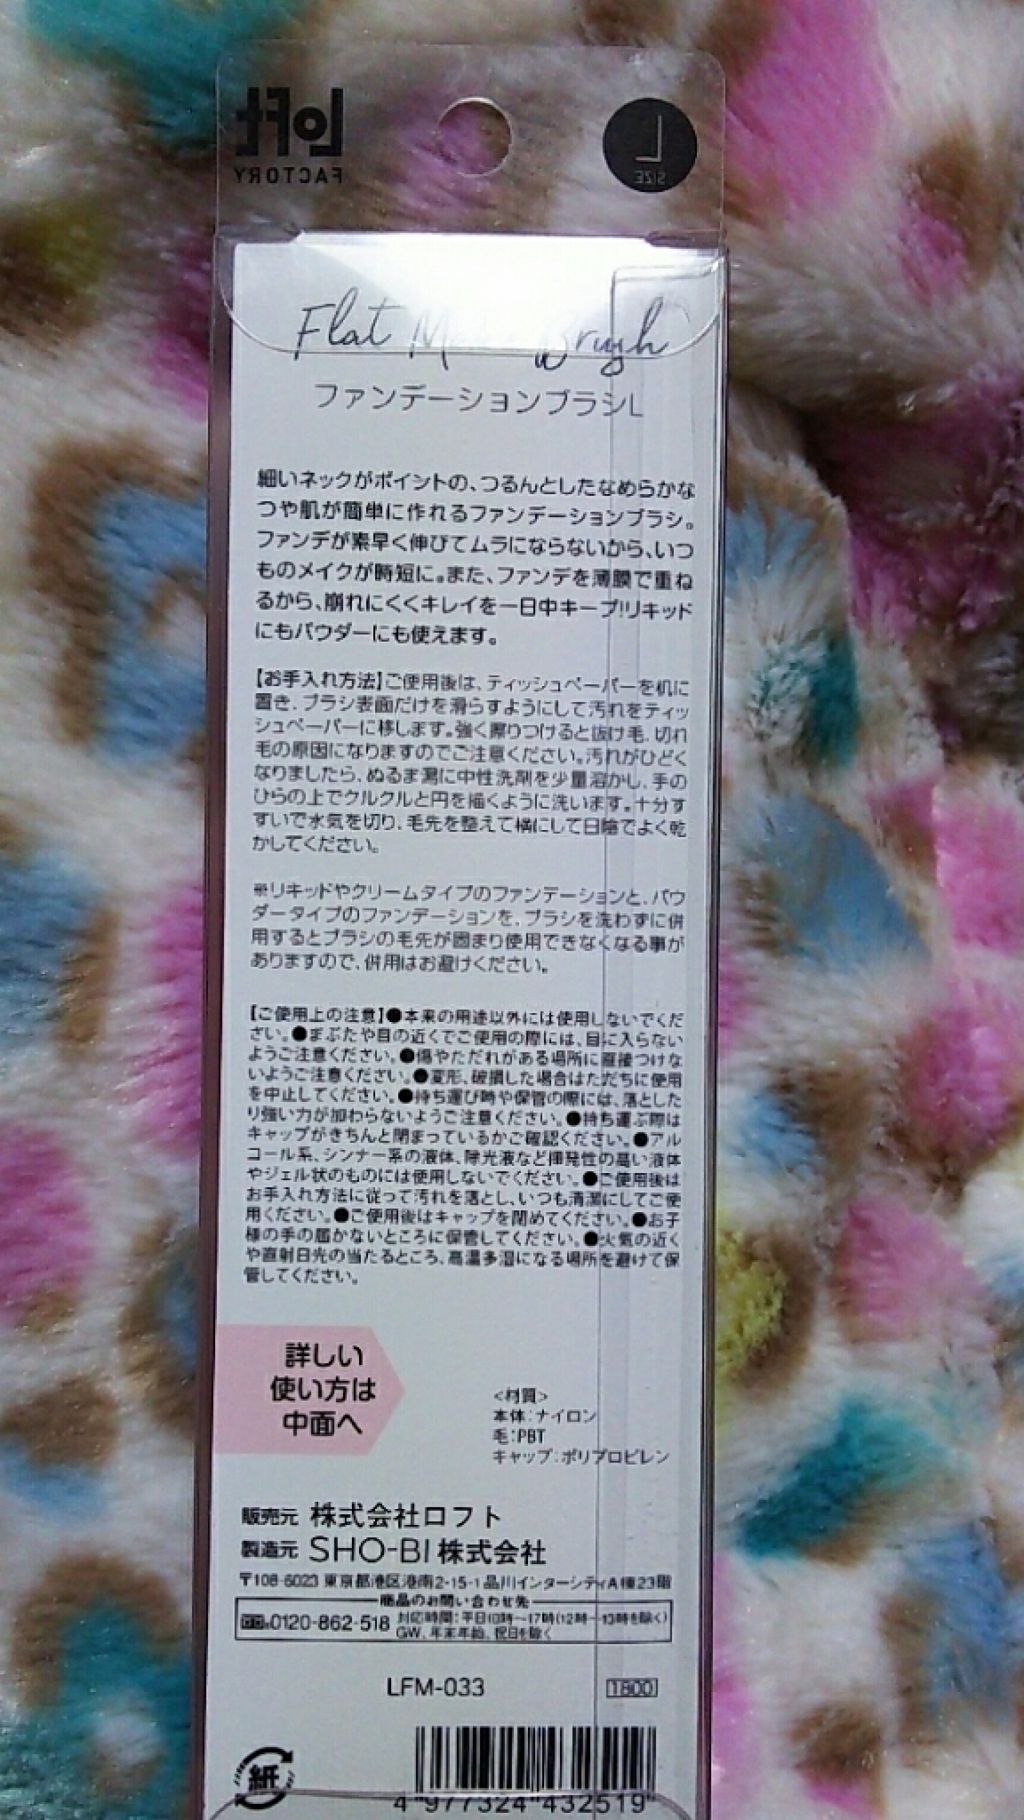 Loft
FACTORY
L
SIZE
Flat Brush
ファンデーションブラシL
細いネックがポイントの、つるんとしたなめらかな
つや肌が簡単に作れるファンデーションブラシ。
ファンデが素早く伸びてムラにならないから、いつ
ものメイクが時短に。また、ファンデを薄膜で重ね
るから、崩れにくくキレイを一日中キープ!リキッド
にもパウダーにも使えます。
【お手入れ方法】ご使用後は、ティッシュペーパーを机に
置き、ブラシ表面だけを滑らすようにして汚れをティッ
シュペーパーに移します。強く擦りつけると抜け毛、切れ
毛の原因になりますのでご注意ください。汚れがひどく
なりましたら、ぬるま湯に中性洗剤を少量溶かし、手の
ひらの上でクルクルと円を描くように洗います。十分す
すいで水気を切り、毛先を整えて横にして日陰でよく乾
かしてください。
※リキッドやクリームタイプのファンデーションと、パウ
ダータイプのファンデーションを、ブラシを洗わずに併
用するとブラシの毛先が固まり使用できなくなる事が
ありますので、併用はお避けください。
【ご使用上の注意】●本来の用途以外には使用しないでくだ
さい。●まぶたや目の近くでご使用の際には、目に入らない
ようご注意ください。●傷やただれがある場所に直接つけな
いようご注意ください。●変形、破損した場合はただちに使用
を中止してください。●持ち運び時や保管の際には、落とした
り強い力が加わらないようご注意ください。●持ち運ぶ際は
キャップがきちんと閉まっているかご確認ください。●アル
コール系、シンナー系の液体、除光液など揮発性の高い液体
やジェル状のものには使用しないでください。●ご使用後は
お手入れ方法に従って汚れを落とし、いつも清潔にしてご使
用ください。●ご使用後はキャップを閉めてください。●お子
様の手の届かないところに保管してください。●火気の近く
や直射日光の当たるところ、高温多湿になる場所を避けて保
管してください。
詳しい
使い方は
中面へ
<材質>
本体:ナイロン
毛:PBT
キャップ:ポリプロピレン
販売元 株式会社ロフト
製造元 SHO-BI株式会社
〒108-6023 東京都港区港南2-15-1 品川インターシティA棟23階
商品のお問い合わせ先
0120-862-518 対応時間:平日10時～17時(12時～13時を除く)
GW、年末年始、祝日を除く
LFM-033 1800
紙
4 977324 432519